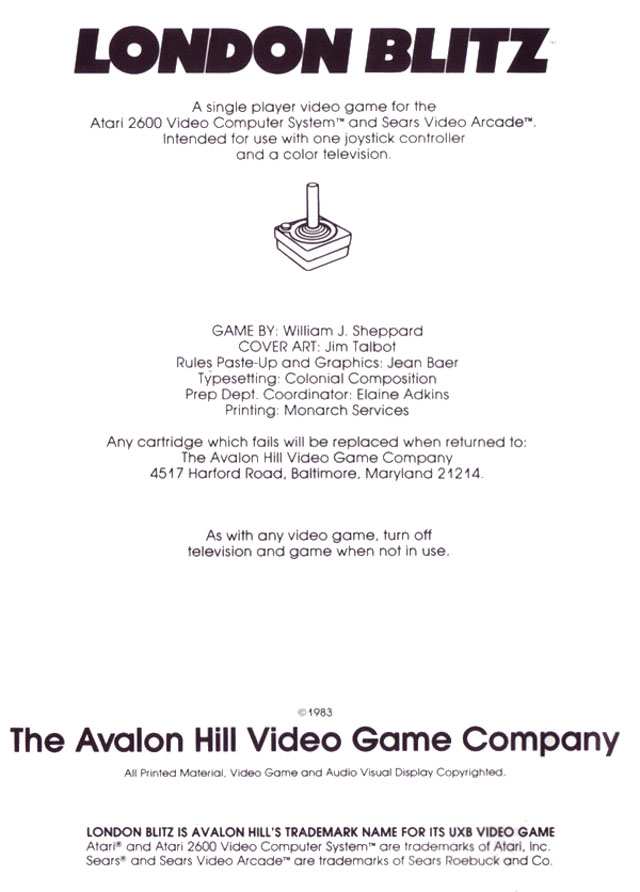 LONDON BLITZ
A single player video game for the
Atari 2600 Video Computer System™ and Sears Video Arcade™.
Intended for use with one joystick controller
and a color television.
GAME BY: William J. Sheppard
COVER ART: Jim Talbot
Rules Paste-Up and Graphics: Jean Baer
Typesetting: Colonial Composition
Prep Dept. Coordinator: Elaine Adkins
Printing: Monarch Services
Any cartridge which fails will be replaced when returned to:
The Avalon Hill Video Game Company
4517 Harford Road, Baltimore, Maryland 21214.
As with any video game, turn off
television and game when not in use.
©1983
The Avalon Hill Video Game Company
All Printed Material, Video Game and Audio Visual Display Copyrighted.
LONDON BLITZ IS AVALON HILL'S TRADEMARK NAME FOR ITS UXB VIDEO GAME
Atari® and Atari 2600 Video Computer System™ are trademarks of Atari, Inc.
Sears® and Sears Video Arcade™ are trademarks of Sears Roebuck and Co.